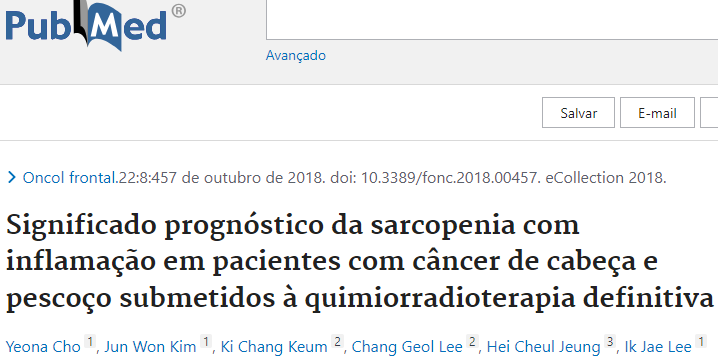 PubMed®
Avançado
Salvar
E-mail
Oncol frontal.22:8:457 de outubro de 2018. doi: 10.3389/fonc.2018.00457. eCollection 2018.
Significado prognóstico da sarcopenia com
inflamação em pacientes com câncer de cabeça e
pescoço submetidos à quimiorradioterapia definitiva
Yeona Cho 1, Jun Won Kim 1, Ki Chang Keum 2, Chang Geol Lee 2, Hei Cheul Jeung 3, Ik Jae Lee 1